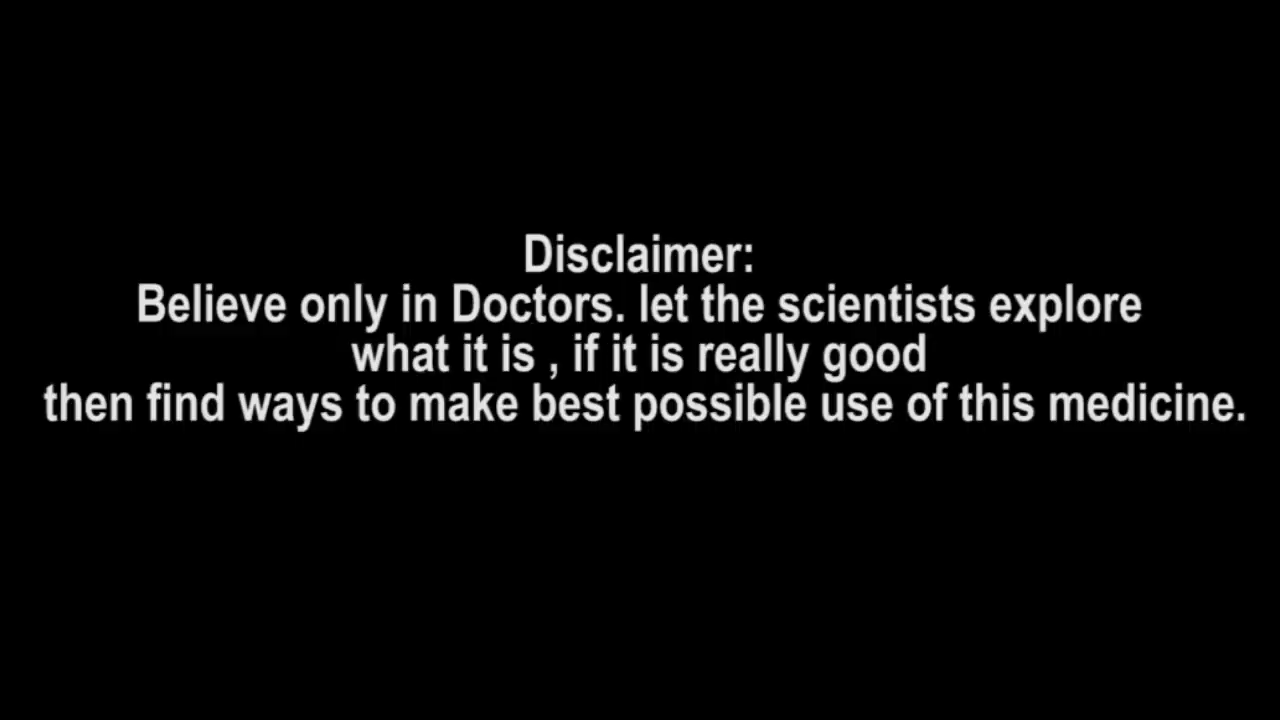 Disclaimer:
Believe only in Doctors. let the scientists explore
what it is , if it is really good
then find ways to make best possible use of this medicine.